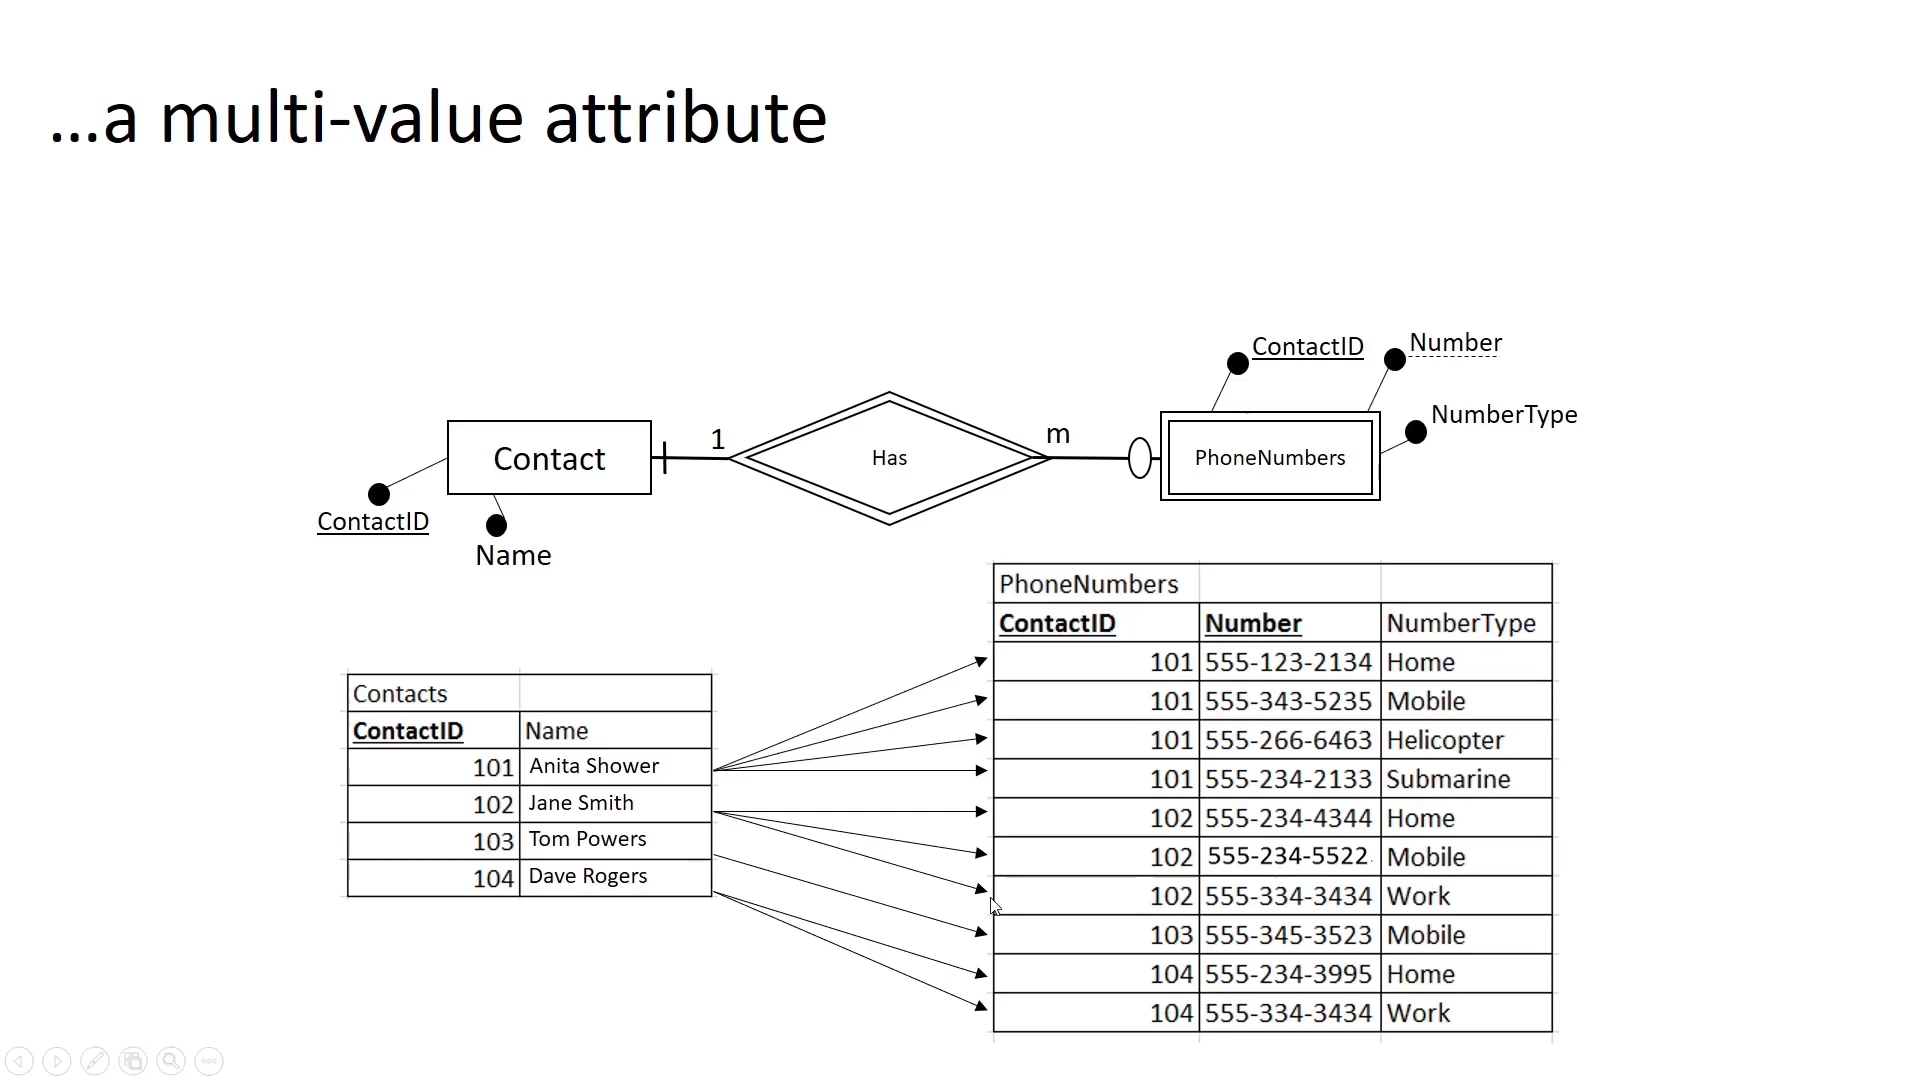 ...a multi-value attribute
ContactID
Number
NumberType
Contact
1
Has
m
PhoneNumbers
ContactID
Name
Contacts
ContactID Name
101 Anita Shower
102 Jane Smith
103 Tom Powers
104 Dave Rogers
PhoneNumbers
ContactID Number NumberType
101 555-123-2134 Home
101 555-343-5235 Mobile
101 555-266-6463 Helicopter
101 555-234-2133 Submarine
102 555-234-4344 Home
102 555-234-5522 Mobile
102 555-334-3434 Work
103 555-345-3523 Mobile
104 555-234-3995 Home
104 555-334-3434 Work